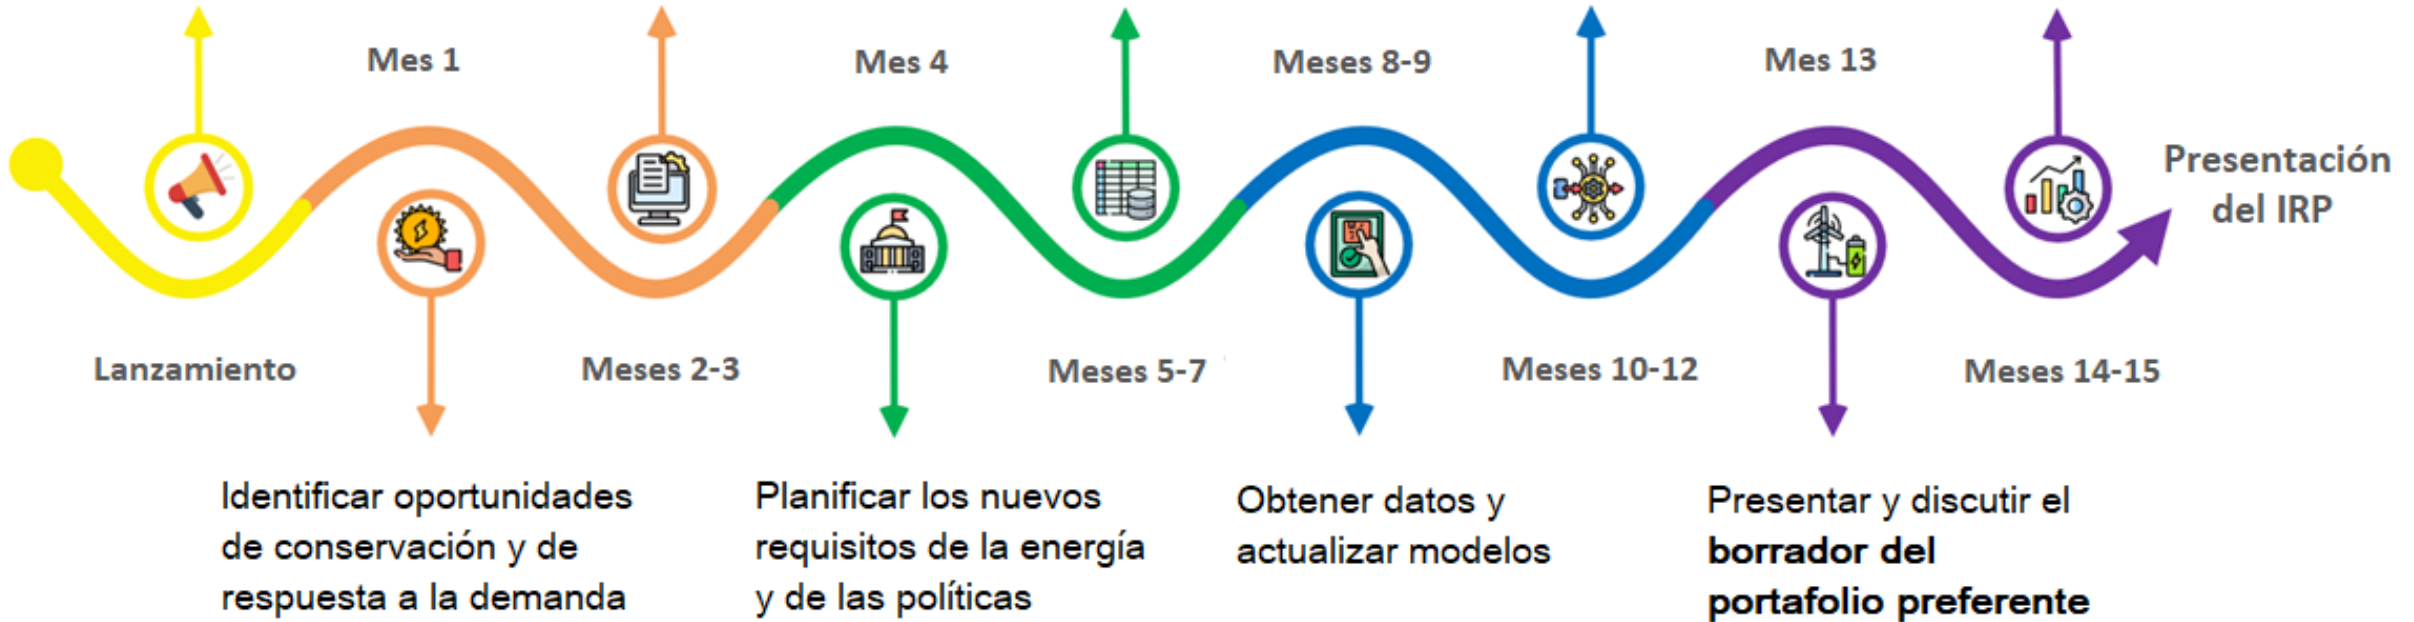 Mes 1
Mes 4
Meses 8-9
Mes 13
Presentación
del IRP
Lanzamiento
Meses 2-3
Meses 5-7
Meses 10-12
Meses 14-15
Identificar oportunidades
de conservación y de
respuesta a la demanda
Planificar los nuevos
requisitos de la energía
y de las políticas
Obtener datos y
actualizar modelos
Presentar y discutir el
borrador del
portafolio preferente